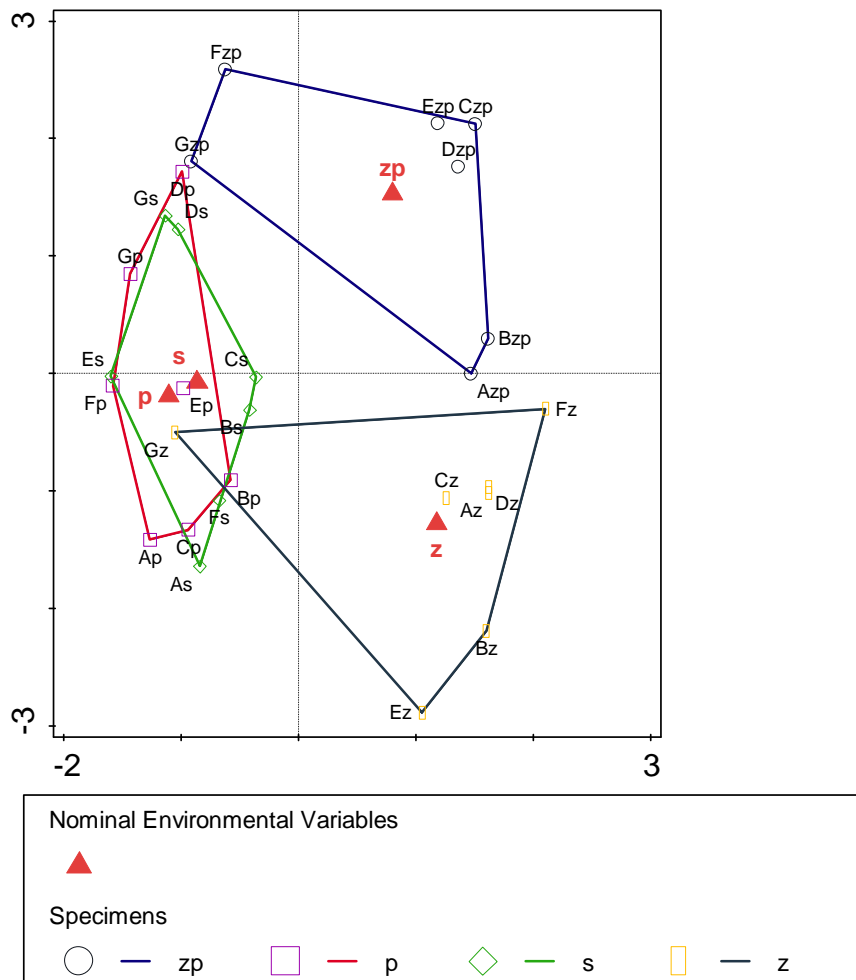 3
Fzp
Ezp Czp
Gzp
Dzp
zp
Dp
Gs Ds
Gp
Bzp
Es
s
Cs
Azp
Fp
p
Ep
Fz
Bs
Gz
Cz
Bp
Az Dz
Fs
z
Ap Cp
As
Bz
Ez
-3
-2 3
Nominal Environmental Variables
Specimens
zp p s z